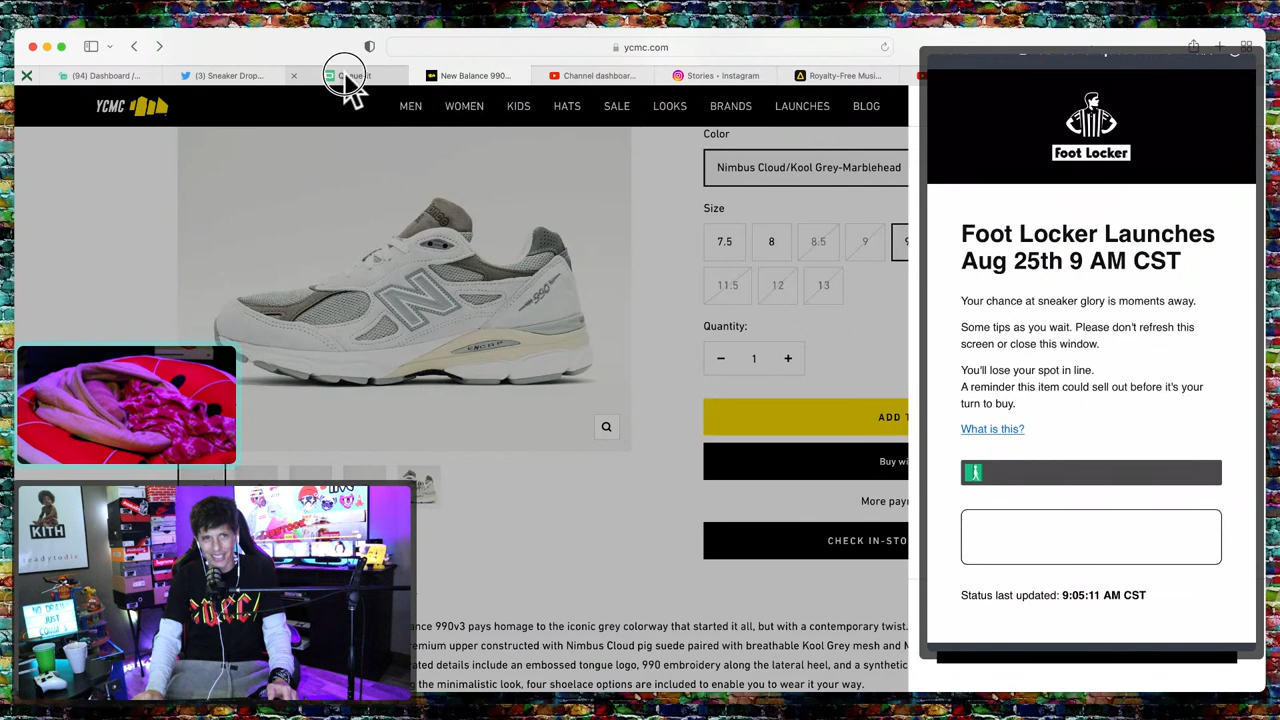 ycmc.com
(94) Dashboard /...
(3) Sneaker Drop...
New Balance 990...
Channel dashboar...
Stories • Instagram
Royalty-Free Musi...
YCMC
MEN WOMEN KIDS HATS SALE LOOKS BRANDS LAUNCHES BLOG
Color
Nimbus Cloud/Kool Grey-Marblehead
Size
7.5 8 8.5 9
11.5 12 13
Quantity:
− 1 +
ADD
Buy wi
More pay
CHECK IN-STO
ance 990v3 pays homage to the iconic grey colorway that started it all, but with a contemporary twist.
emium upper constructed with Nimbus Cloud pig suede paired with breathable Kool Grey mesh and M
rated details include an embossed tongue logo, 990 embroidery along the lateral heel, and a synthetic
the minimalistic look, four shoelace options are included to enable you to wear it your way.
N
990
ENCAP
Foot Locker
Foot Locker Launches
Aug 25th 9 AM CST
Your chance at sneaker glory is moments away.
Some tips as you wait. Please don't refresh this
screen or close this window.
You'll lose your spot in line.
A reminder this item could sell out before it's your
turn to buy.
What is this?
Status last updated: 9:05:11 AM CST
KITH
readytodie
NO DRAMA
JUST